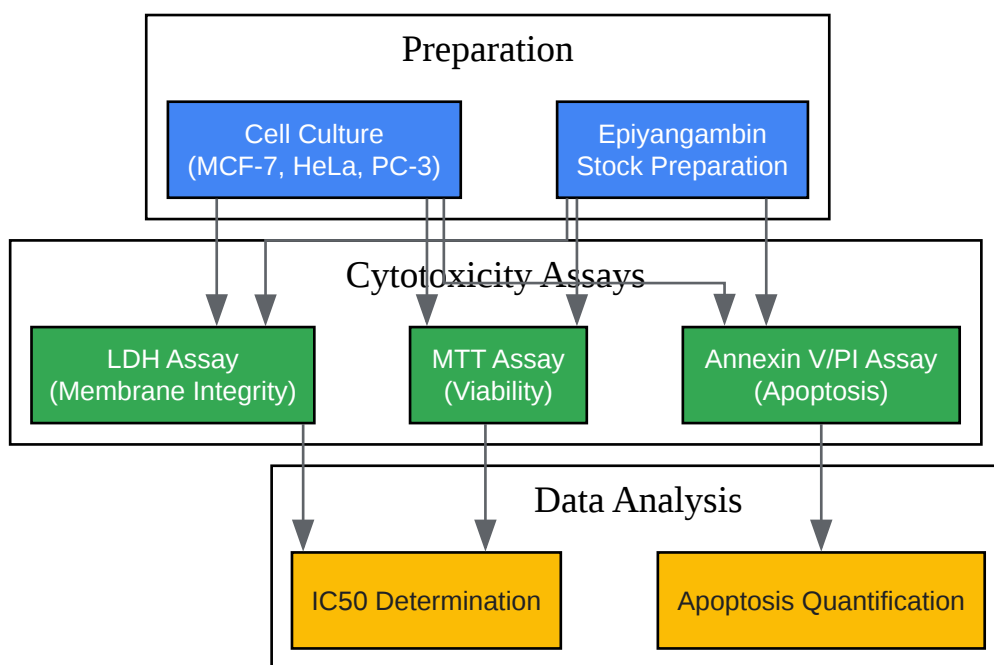 Preparation
Cell Culture
(MCF-7, HeLa, PC-3)
Epiyangambin
Stock Preparation
Cytotoxicity Assays
LDH Assay
(Membrane Integrity)
MTT Assay
(Viability)
Annexin V/PI Assay
(Apoptosis)
Data Analysis
IC50 Determination
Apoptosis Quantification